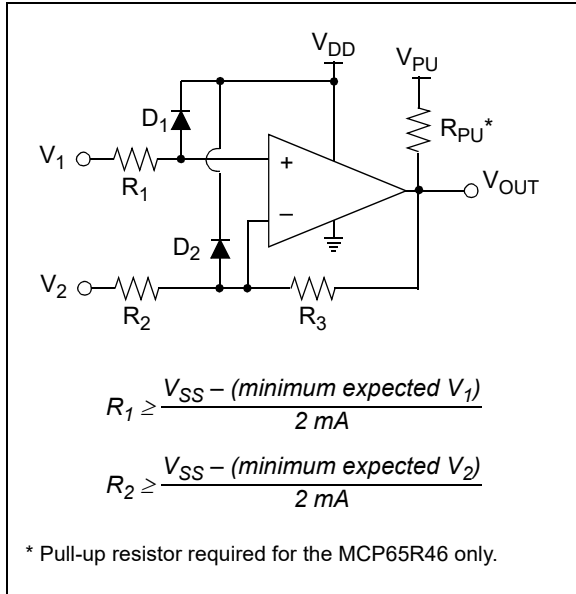 V_DD
V_PU
D_1
R_PU*
V_1
R_1
+
V_OUT
–
D_2
V_2
R_2
R_3
R_1 ≥ V_SS – (minimum expected V_1)
2 mA
R_2 ≥ V_SS – (minimum expected V_2)
2 mA
* Pull-up resistor required for the MCP65R46 only.